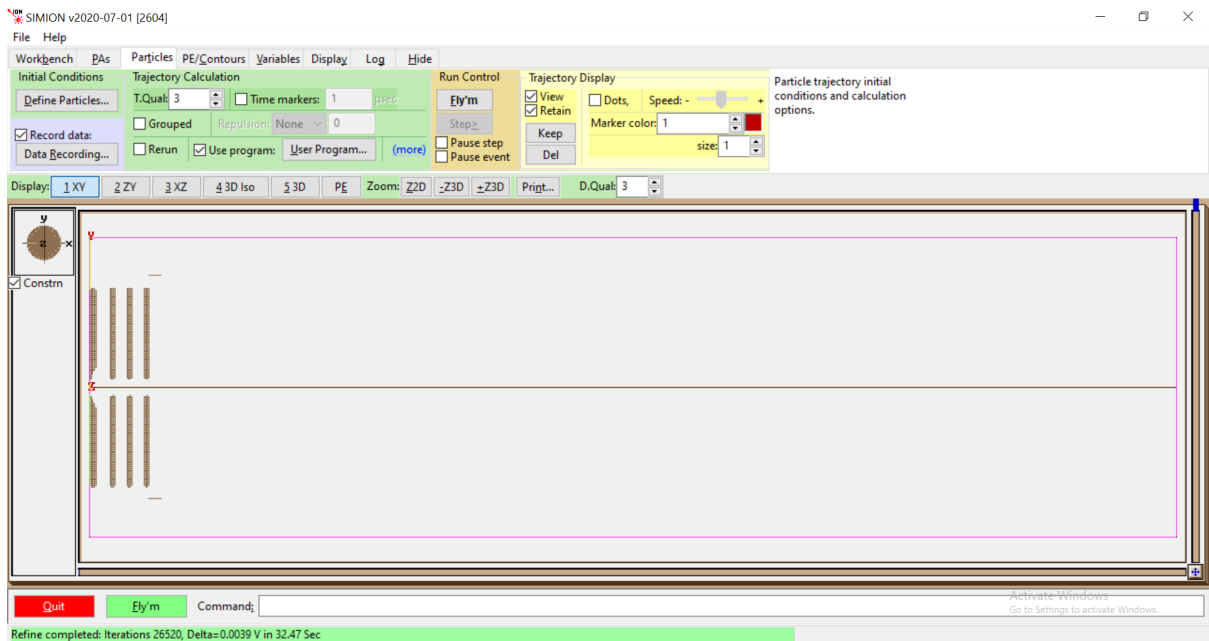 SIMION v2020-07-01 [2604]
File Help
Workbench PAs Particles PE/Contours Variables Display Log Hide
Initial Conditions Trajectory Calculation Run Control Trajectory Display
Define Particles... T.Qual: 3 Time markers: 1 µsec Fly'm View Dots, Speed: - +
Retain
Particle trajectory initial
conditions and calculation
options.
Record data: Grouped Repulsion: None 0 Step> Keep Marker color: 1
Data Recording... Rerun Use program: User Program... (more) Pause step Del size: 1
Pause event
Display: 1 XY 2 ZY 3 XZ 4 3D Iso 5 3D PE Zoom: Z2D -Z3D +Z3D Print... D.Qual: 3
y
z x
Constrn
Y
Z
Quit Fly'm Command:
Activate Windows
Go to Settings to activate Windows.
Refine completed: Iterations 26520, Delta=0.0039 V in 32.47 Sec